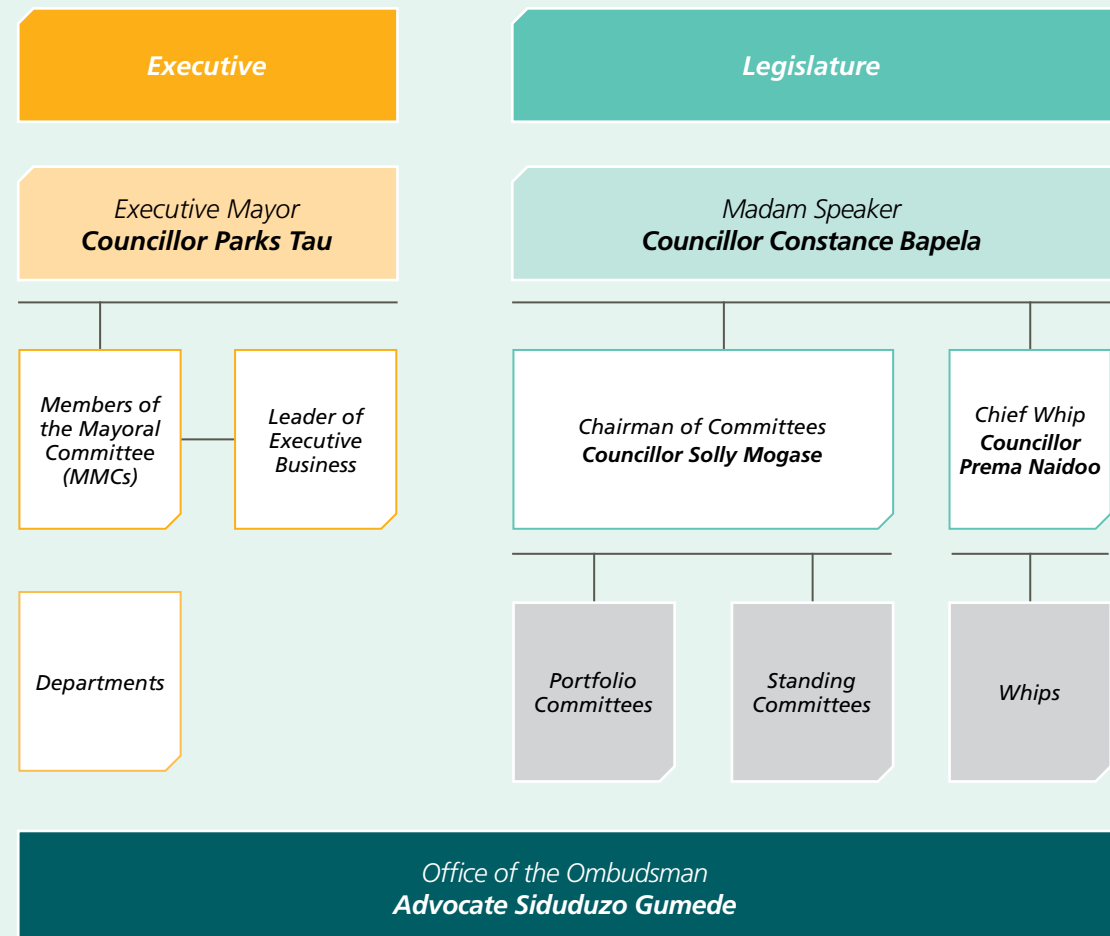 Executive
Legislature
Executive Mayor
Councillor Parks Tau
Madam Speaker
Councillor Constance Bapela
Members of
the Mayoral
Committee
(MMCs)
Leader of
Executive
Business
Chairman of Committees
Councillor Solly Mogase
Chief Whip
Councillor
Prema Naidoo
Departments
Portfolio
Committees
Standing
Committees
Whips
Office of the Ombudsman
Advocate Siduduzo Gumede